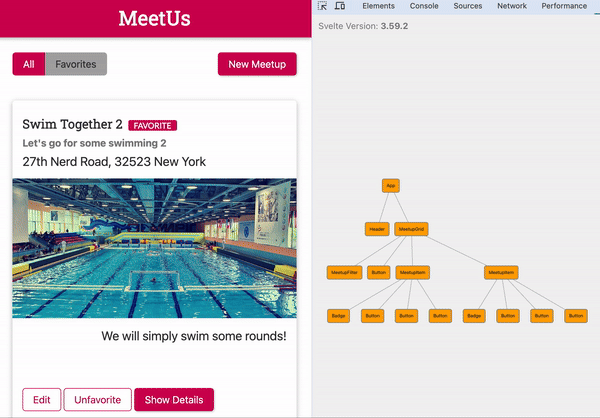 MeetUs
All
Favorites
New Meetup
Swim Together 2 FAVORITE
Let's go for some swimming 2
27th Nerd Road, 32523 New York
We will simply swim some rounds!
Edit
Unfavorite
Show Details
Elements Console Sources Network Performance
Svelte Version: 3.59.2
App
Header MeetupGrid
MeetupFilter Button MeetupItem MeetupItem
Badge Button Button Button Badge Button Button Button